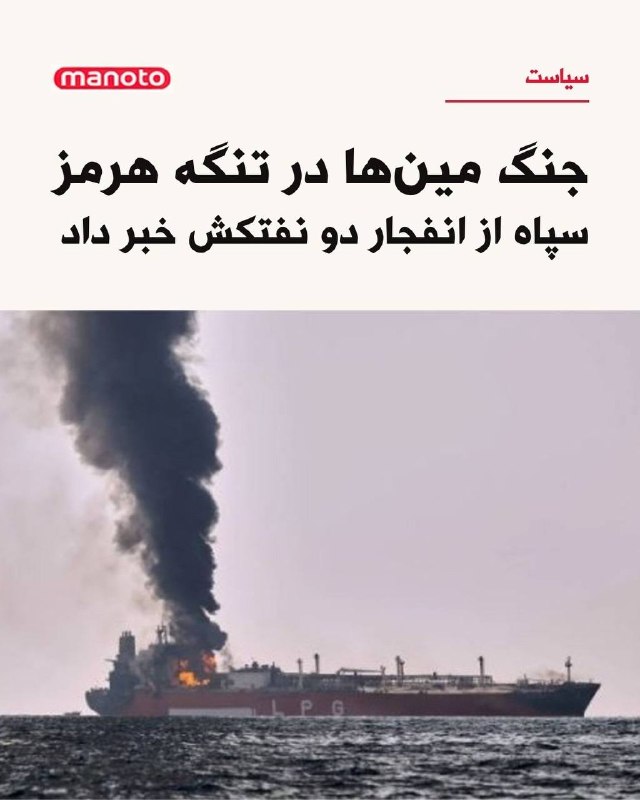 manoto
سیاست
جنگ مین‌ها در تنگه هرمز
سپاه از انفجار دو نفتکش خبر داد
LPG